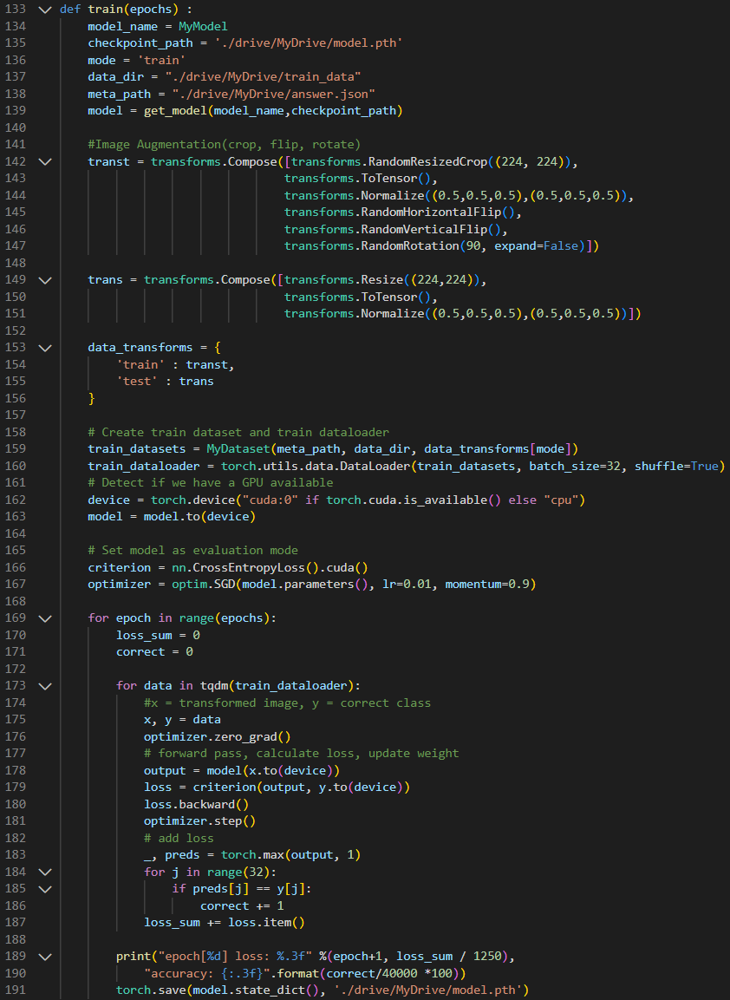 133 def train(epochs) :
134     model_name = MyModel
135     checkpoint_path = './drive/MyDrive/model.pth'
136     mode = 'train'
137     data_dir = "./drive/MyDrive/train_data"
138     meta_path = "./drive/MyDrive/answer.json"
139     model = get_model(model_name,checkpoint_path)
140
141     #Image Augmentation(crop, flip, rotate)
142     transt = transforms.Compose([transforms.RandomResizedCrop((224, 224)),
143                                 transforms.ToTensor(),
144                                 transforms.Normalize((0.5,0.5,0.5),(0.5,0.5,0.5)),
145                                 transforms.RandomHorizontalFlip(),
146                                 transforms.RandomVerticalFlip(),
147                                 transforms.RandomRotation(90, expand=False)])
148
149     trans = transforms.Compose([transforms.Resize((224,224)),
150                                 transforms.ToTensor(),
151                                 transforms.Normalize((0.5,0.5,0.5),(0.5,0.5,0.5))])
152
153     data_transforms = {
154         'train' : transt,
155         'test' : trans
156     }
157
158     # Create train dataset and train dataloader
159     train_datasets = MyDataset(meta_path, data_dir, data_transforms[mode])
160     train_dataloader = torch.utils.data.DataLoader(train_datasets, batch_size=32, shuffle=True)
161     # Detect if we have a GPU available
162     device = torch.device("cuda:0" if torch.cuda.is_available() else "cpu")
163     model = model.to(device)
164
165     # Set model as evaluation mode
166     criterion = nn.CrossEntropyLoss().cuda()
167     optimizer = optim.SGD(model.parameters(), lr=0.01, momentum=0.9)
168
169     for epoch in range(epochs):
170         loss_sum = 0
171         correct = 0
172
173         for data in tqdm(train_dataloader):
174             #x = transformed image, y = correct class
175             x, y = data
176             optimizer.zero_grad()
177             # forward pass, calculate loss, update weight
178             output = model(x.to(device))
179             loss = criterion(output, y.to(device))
180             loss.backward()
181             optimizer.step()
182             # add loss
183             _, preds = torch.max(output, 1)
184             for j in range(32):
185                 if preds[j] == y[j]:
186                     correct += 1
187             loss_sum += loss.item()
188
189         print("epoch[%d] loss: %.3f" %(epoch+1, loss_sum / 1250),
190             "accuracy: {:.3f}".format(correct/40000 *100))
191         torch.save(model.state_dict(), './drive/MyDrive/model.pth')